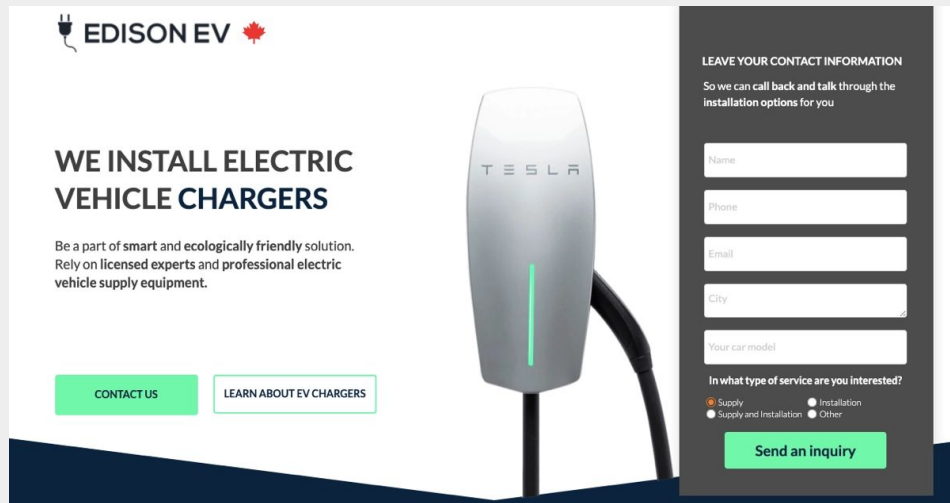 EDISON EV
WE INSTALL ELECTRIC
VEHICLE CHARGERS
Be a part of smart and ecologically friendly solution.
Rely on licensed experts and professional electric
vehicle supply equipment.
CONTACT US
LEARN ABOUT EV CHARGERS
TESLA
LEAVE YOUR CONTACT INFORMATION
So we can call back and talk through the
installation options for you
Name
Phone
Email
City
Your car model
In what type of service are you interested?
Supply
Installation
Supply and Installation
Other
Send an inquiry